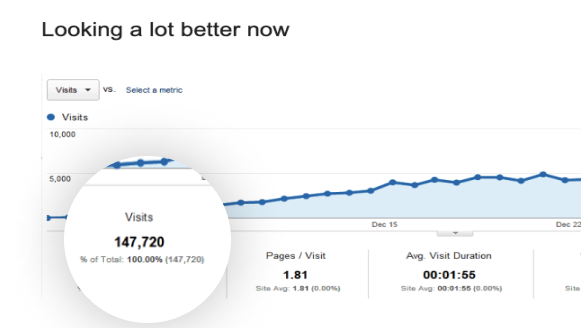 Looking a lot better now
Visits vs. Select a metric
Visits
10,000
5,000
Dec 15 Dec 22
Visits
147,720
% of Total: 100.00% (147,720)
Pages / Visit
1.81
Site Avg: 1.81 (0.00%)
Avg. Visit Duration
00:01:55
Site Avg: 00:01:55 (0.00%)
Site